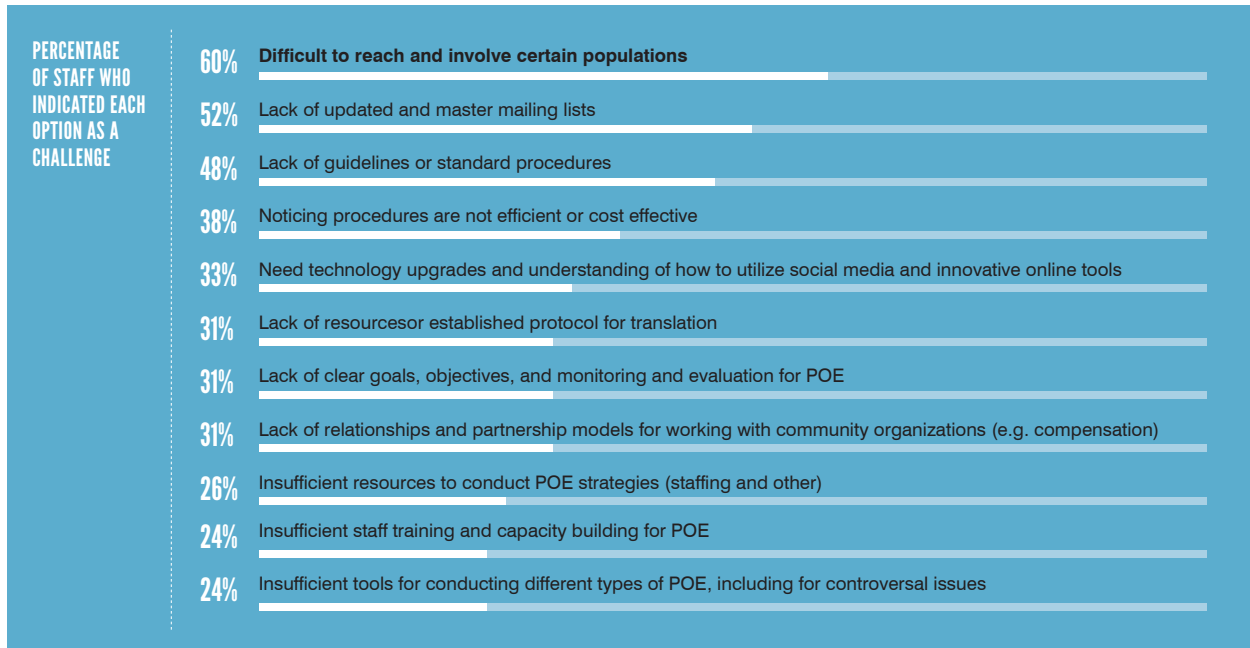 PERCENTAGE
OF STAFF WHO
INDICATED EACH
OPTION AS A
CHALLENGE
60% Difficult to reach and involve certain populations
52% Lack of updated and master mailing lists
48% Lack of guidelines or standard procedures
38% Noticing procedures are not efficient or cost effective
33% Need technology upgrades and understanding of how to utilize social media and innovative online tools
31% Lack of resourcesor established protocol for translation
31% Lack of clear goals, objectives, and monitoring and evaluation for POE
31% Lack of relationships and partnership models for working with community organizations (e.g. compensation)
26% Insufficient resources to conduct POE strategies (staffing and other)
24% Insufficient staff training and capacity building for POE
24% Insufficient tools for conducting different types of POE, including for controversal issues